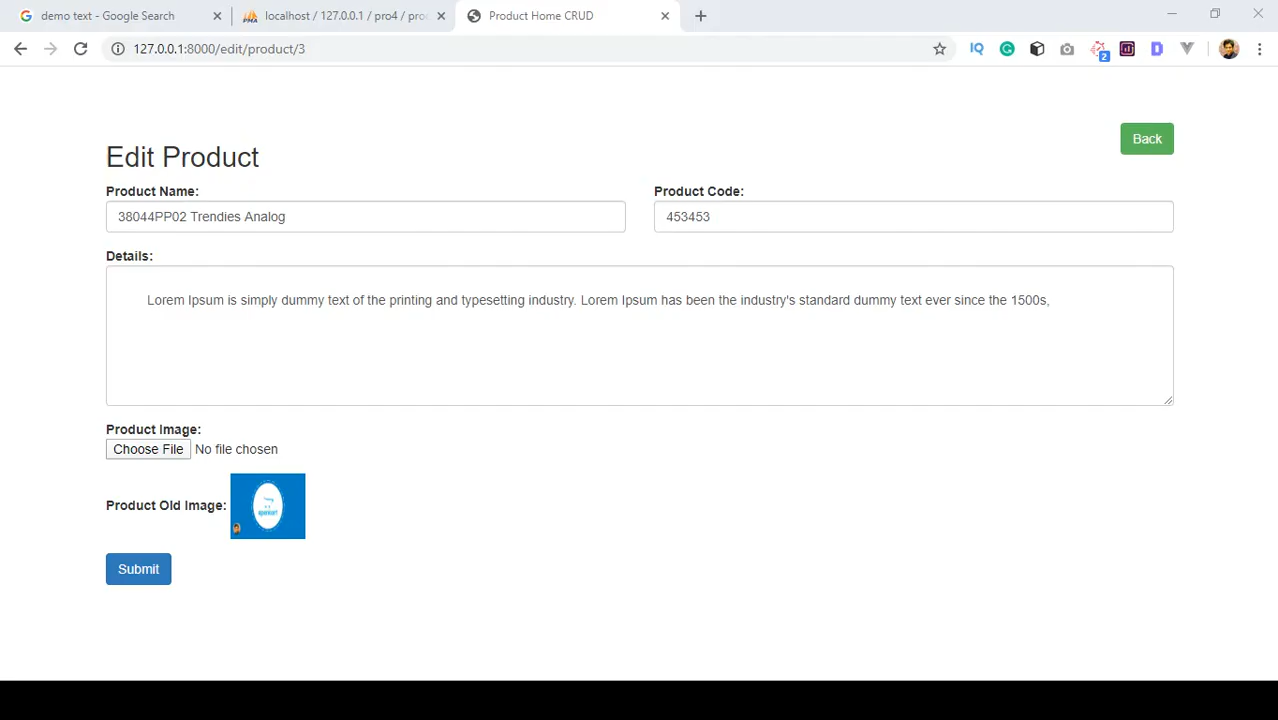 demo text - Google Search
localhost / 127.0.0.1 / pro4 / pro
Product Home CRUD
127.0.0.1:8000/edit/product/3
IQ
2
D
Back
Edit Product
Product Name:
Product Code:
38044PP02 Trendies Analog
453453
Details:
Lorem Ipsum is simply dummy text of the printing and typesetting industry. Lorem Ipsum has been the industry's standard dummy text ever since the 1500s,
Product Image:
Choose File No file chosen
Product Old Image:
Submit